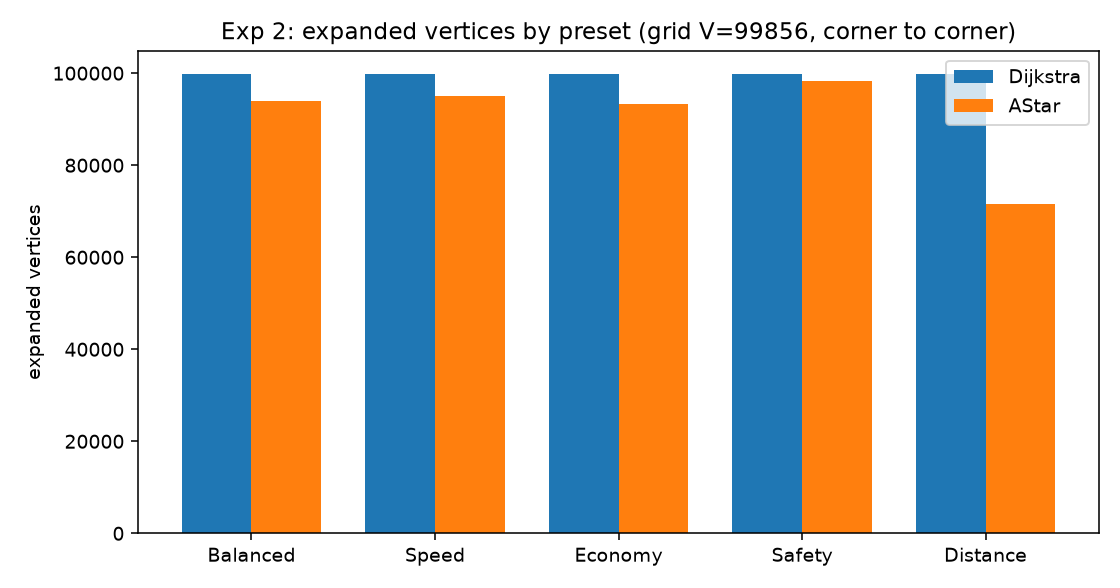 Exp 2: expanded vertices by preset (grid V=99856, corner to corner)
Dijkstra
AStar
expanded vertices
100000
80000
60000
40000
20000
0
Balanced Speed Economy Safety Distance